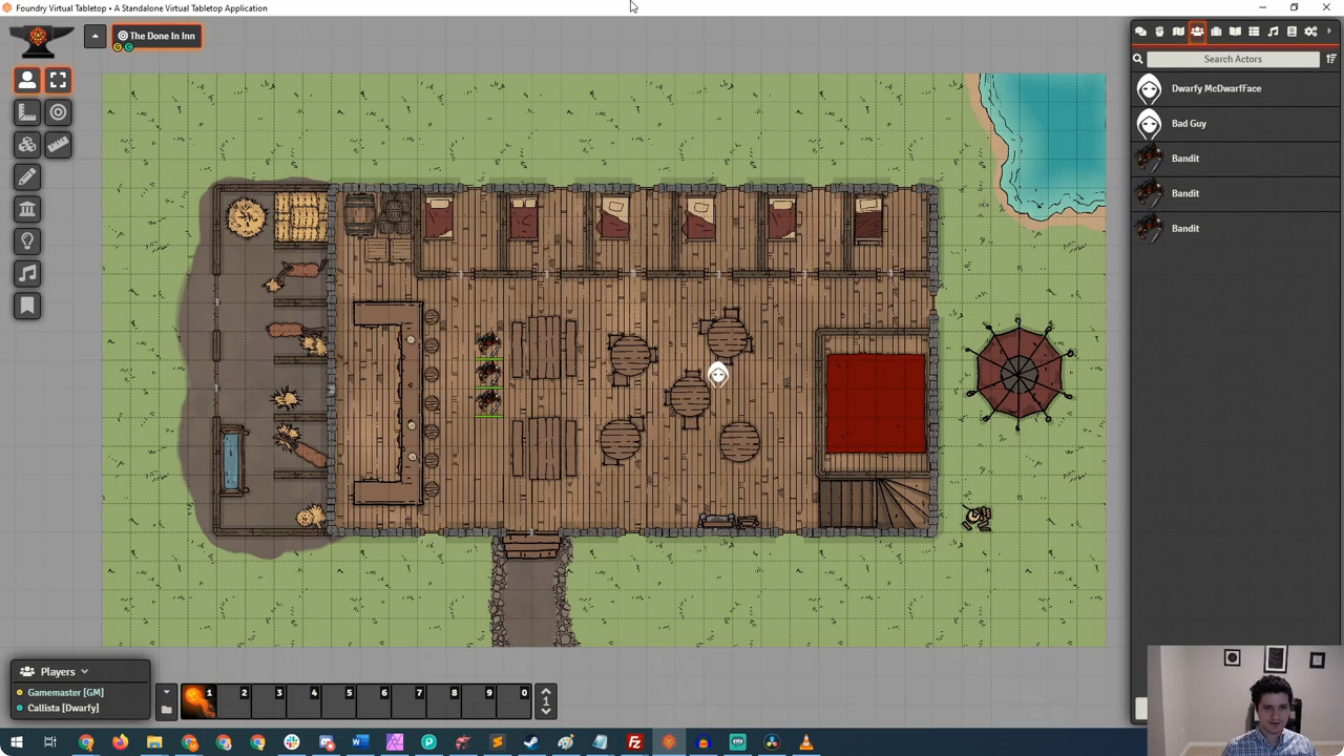 Foundry Virtual Tabletop • A Standalone Virtual Tabletop Application
The Done In Inn
G C
Search Actors
Dwarfy McDwarfFace
Bad Guy
Bandit
Bandit
Bandit
Players
Gamemaster [GM]
Callista [Dwarfy]
1 2 3 4 5 6 7 8 9 0
1